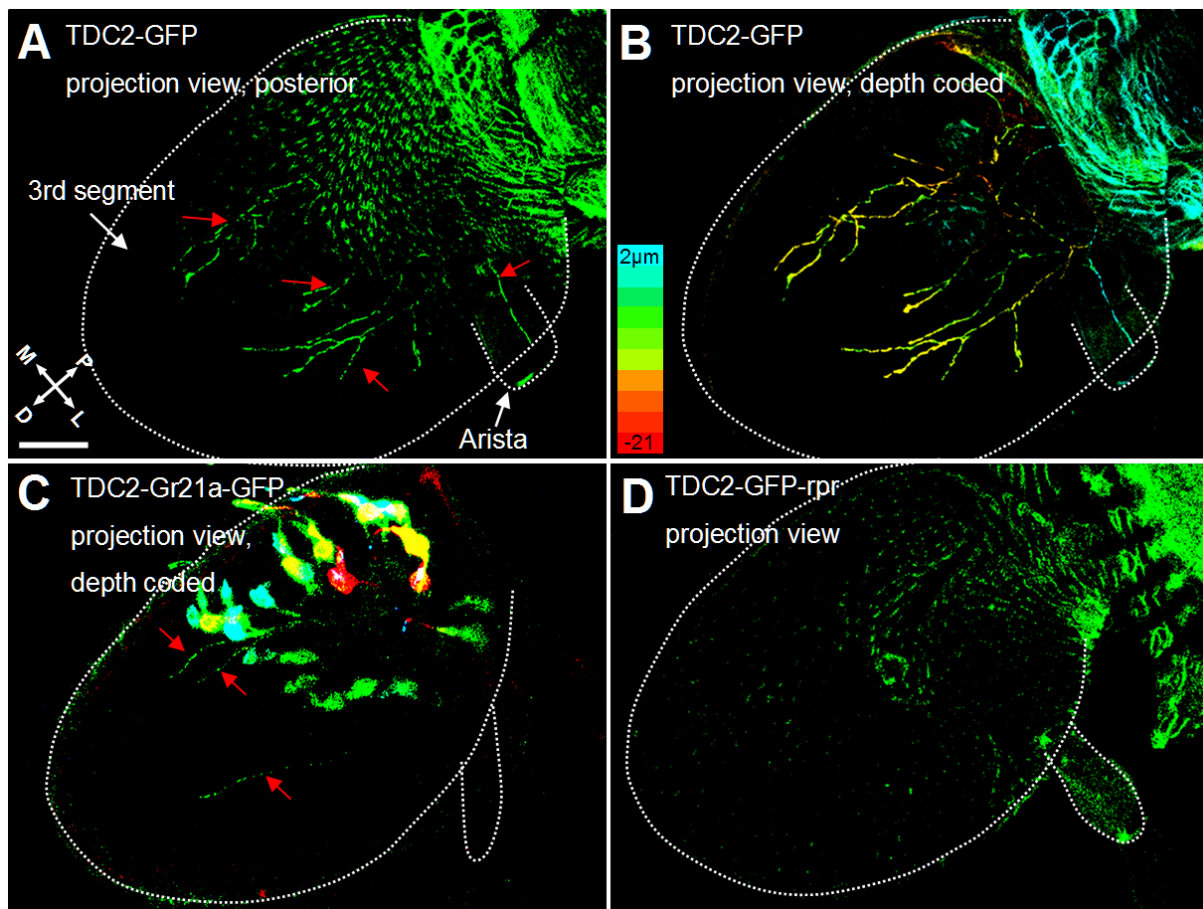 A TDC2-GFP
projection view, posterior
3rd segment
M P
D L
Arista
B TDC2-GFP
projection view, depth coded
2μm
-21
C TDC2-Gr21a-GFP
projection view,
depth coded
D TDC2-GFP-rpr
projection view